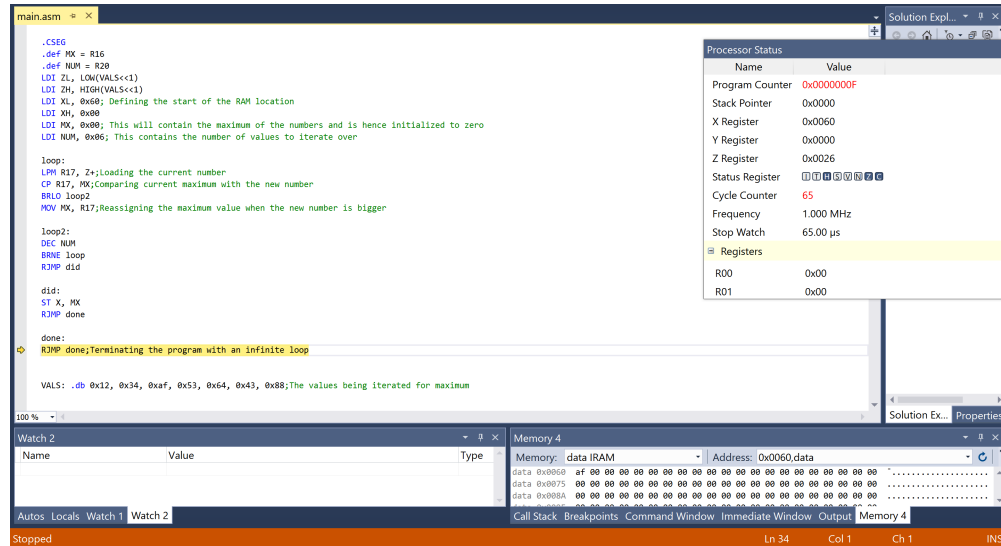 main.asm
.CSEG
.def MX = R16
.def NUM = R20
LDI ZL, LOW(VALS<<1)
LDI ZH, HIGH(VALS<<1)
LDI XL, 0x60; Defining the start of the RAM location
LDI XH, 0x00
LDI MX, 0x00; This will contain the maximum of the numbers and is hence initialized to zero
LDI NUM, 0x06; This contains the number of values to iterate over
loop:
LPM R17, Z+;Loading the current number
CP R17, MX;Comparing current maximum with the new number
BRLO loop2
MOV MX, R17;Reassigning the maximum value when the new number is bigger
loop2:
DEC NUM
BRNE loop
RJMP did
did:
ST X, MX
RJMP done
done:
RJMP done;Terminating the program with an infinite loop
VALS: .db 0x12, 0x34, 0xaf, 0x53, 0x64, 0x43, 0x88;The values being iterated for maximum
100 %
Solution Expl...
Processor Status
Name Value
Program Counter 0x0000000F
Stack Pointer 0x0000
X Register 0x0060
Y Register 0x0000
Z Register 0x0026
Status Register I T H S V N Z C
Cycle Counter 65
Frequency 1.000 MHz
Stop Watch 65.00 µs
Registers
R00 0x00
R01 0x00
Solution Ex... Properties
Watch 2
Name Value Type
Autos Locals Watch 1 Watch 2
Memory 4
Memory: data IRAM Address: 0x0060,data
data 0x0060 af 00 00 00 00 00 00 00 00 00 00 00 00 00 00 00 00 00 00 00 00 ¯....................
data 0x0075 00 00 00 00 00 00 00 00 00 00 00 00 00 00 00 00 00 00 00 00 00 .....................
data 0x008A 00 00 00 00 00 00 00 00 00 00 00 00 00 00 00 00 00 00 00 00 00 .....................
Call Stack Breakpoints Command Window Immediate Window Output Memory 4
Stopped Ln 34 Col 1 Ch 1 INS